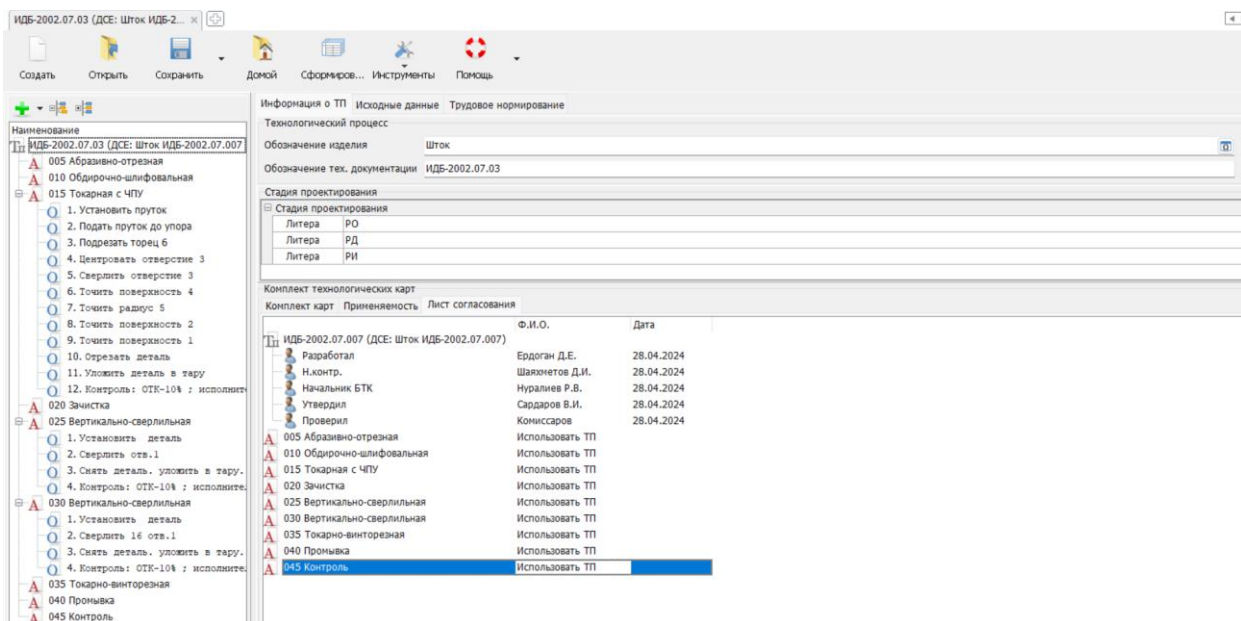 ИДБ-2002.07.03 (ДСЕ: Шток ИДБ-2...
Создать Открыть Сохранить Домой Сформиров... Инструменты Помощь
Наименование
Тп ИДБ-2002.07.03 (ДСЕ: Шток ИДБ-2002.07.007
А 005 Абразивно-отрезная
А 010 Обдирочно-шлифовальная
А 015 Токарная с ЧПУ
О 1. Установить пруток
О 2. Подать пруток до упора
О 3. Подрезать торец 6
О 4. Центровать отверстие 3
О 5. Сверлить отверстие 3
О 6. Точить поверхность 4
О 7. Точить радиус 5
О 8. Точить поверхность 2
О 9. Точить поверхность 1
О 10. Отрезать деталь
О 11. Уложить деталь в тару
О 12. Контроль: ОТК-10% ; исполните
А 020 Зачистка
А 025 Вертикально-сверлильная
О 1. Установить деталь
О 2. Сверлить отв.1
О 3. Снять деталь. уложить в тару.
О 4. Контроль: ОТК-10% ; исполните.
А 030 Вертикально-сверлильная
О 1. Установить деталь
О 2. Сверлить 16 отв.1
О 3. Снять деталь. уложить в тару.
О 4. Контроль: ОТК-10% ; исполните.
А 035 Токарно-винторезная
А 040 Промывка
А 045 Контроль
Информация о ТП Исходные данные Трудовое нормирование
Технологический процесс
Обозначение изделия Шток
Обозначение тех. документации ИДБ-2002.07.03
Стадия проектирования
Стадия проектирования
Литера РО
Литера РД
Литера РИ
Комплект технологических карт
Комплект карт Применяемость Лист согласования
Ф.И.О. Дата
Тп ИДБ-2002.07.007 (ДСЕ: Шток ИДБ-2002.07.007)
Разработал Ердоган Д.Е. 28.04.2024
Н.контр. Шаяхметов Д.И. 28.04.2024
Начальник БТК Нуралиев Р.В. 28.04.2024
Утвердил Сардаров В.И. 28.04.2024
Проверил Комиссаров 28.04.2024
А 005 Абразивно-отрезная Использовать ТП
А 010 Обдирочно-шлифовальная Использовать ТП
А 015 Токарная с ЧПУ Использовать ТП
А 020 Зачистка Использовать ТП
А 025 Вертикально-сверлильная Использовать ТП
А 030 Вертикально-сверлильная Использовать ТП
А 035 Токарно-винторезная Использовать ТП
А 040 Промывка Использовать ТП
А 045 Контроль Использовать ТП